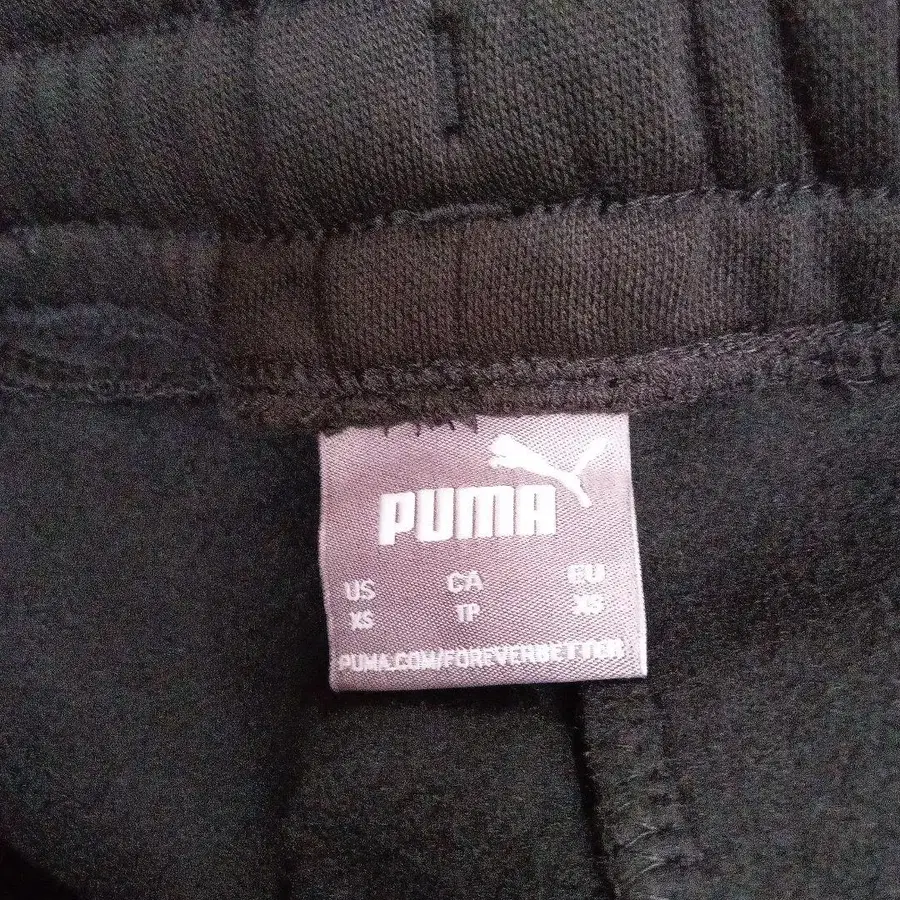 PUMA
US CA EU
XS TP XS
PUMA.COM/FOREVERBETTER